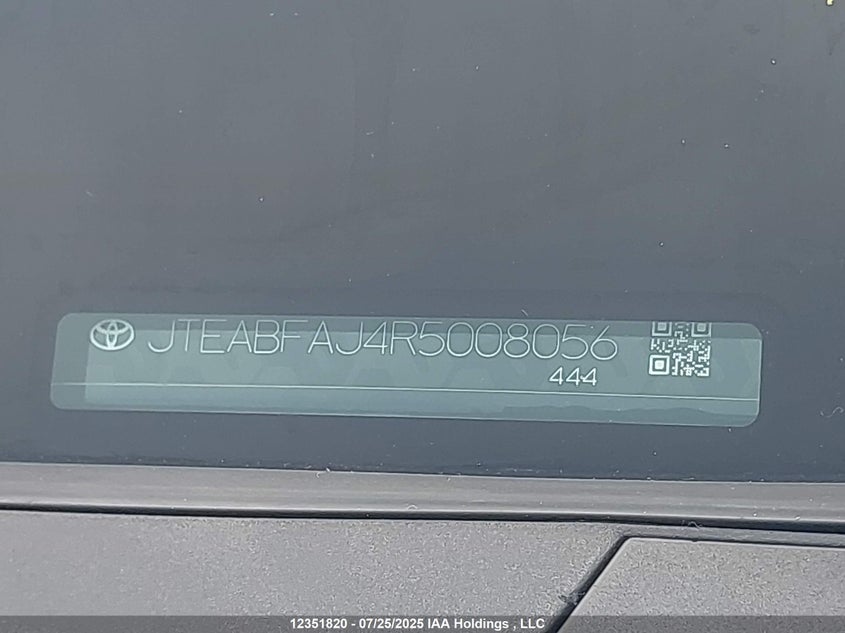 JTEABFAJ4R5008056
444
12351820 - 07/25/2025 IAA Holdings , LLC